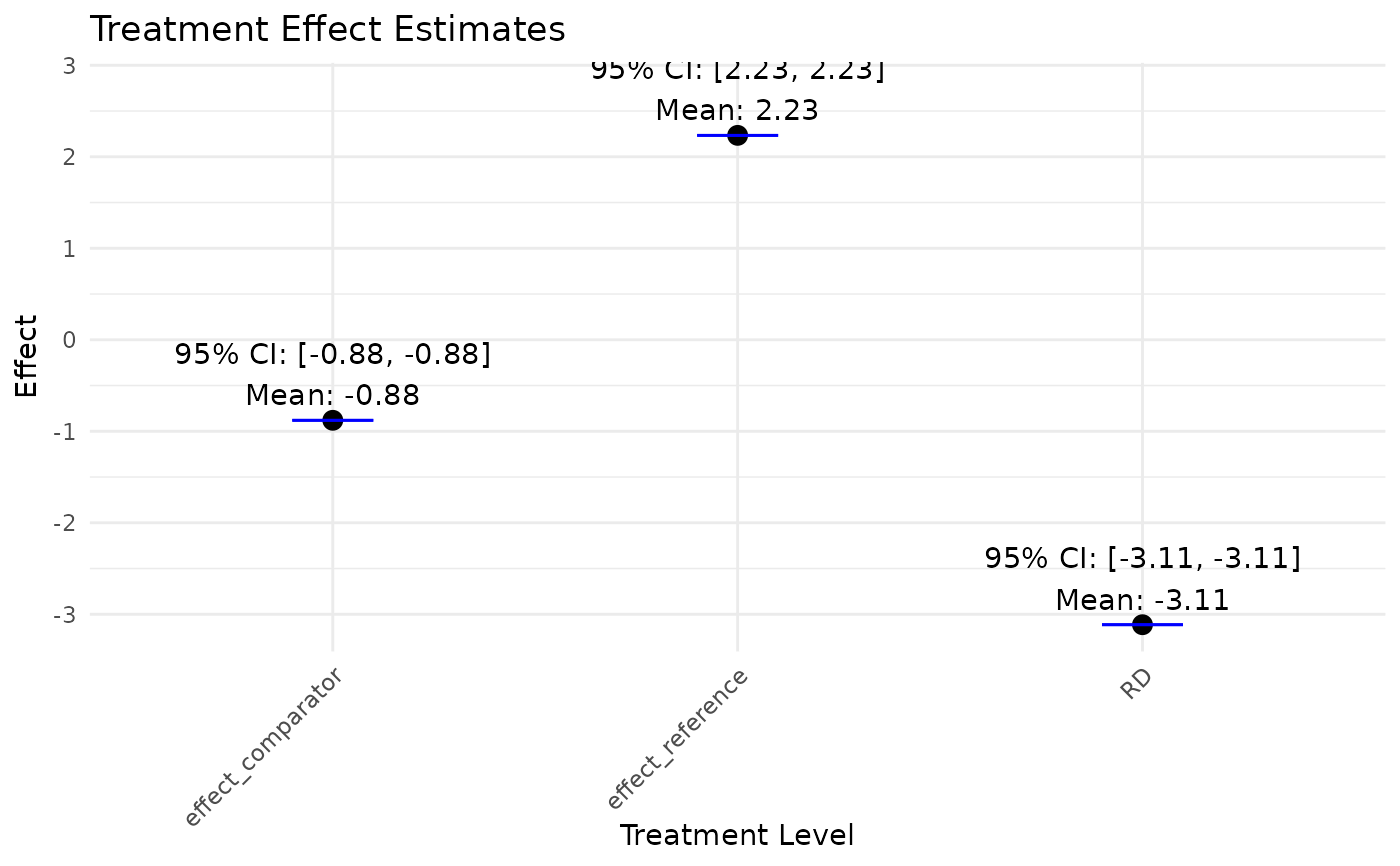 Treatment Effect Estimates
3
95% CI: [2.23, 2.23]
Mean: 2.23
2
1
0
95% CI: [-0.88, -0.88]
Mean: -0.88
-1
-2
95% CI: [-3.11, -3.11]
Mean: -3.11
-3
Effect
effect_comparator
effect_reference
RD
Treatment Level